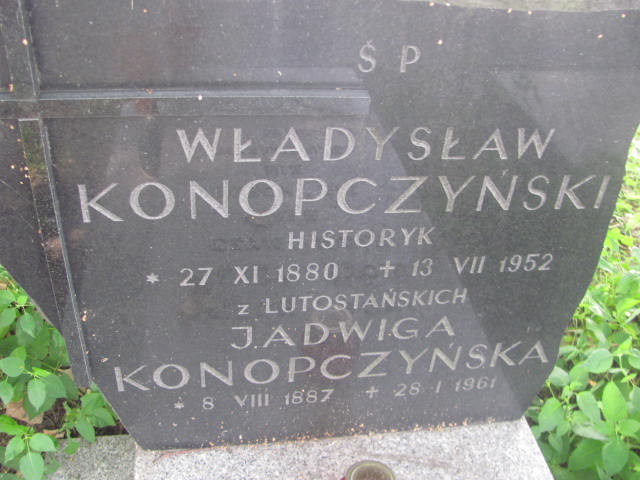 ŚP
WŁADYSŁAW
KONOPCZYŃSKI
HISTORYK
* 27 XI 1880 + 13 VII 1952
z LUTOSTAŃSKICH
JADWIGA
KONOPCZYŃSKA
* 8 VIII 1887 + 28 I 1961